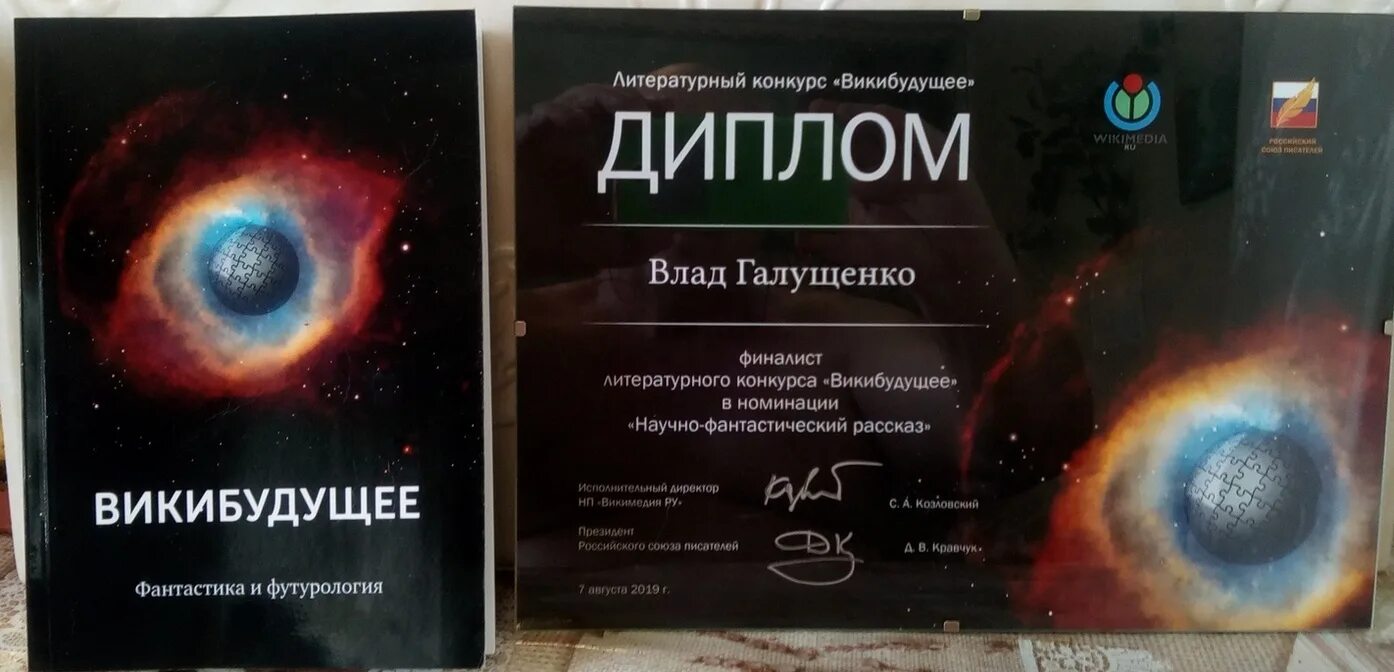 ВИКИБУДУЩЕЕ
Фантастика и футурология
Литературный конкурс «Викибудущее»
ДИПЛОМ
WIKIMEDIA
RU
РОССИЙСКИЙ
СОЮЗ ПИСАТЕЛЕЙ
Влад Галущенко
финалист
литературного конкурса «Викибудущее»
в номинации
«Научно-фантастический рассказ»
Исполнительный директор
НП «Викимедия РУ»
С. А. Козловский
Президент
Российского союза писателей
Д. В. Кравчук
7 августа 2019 г.